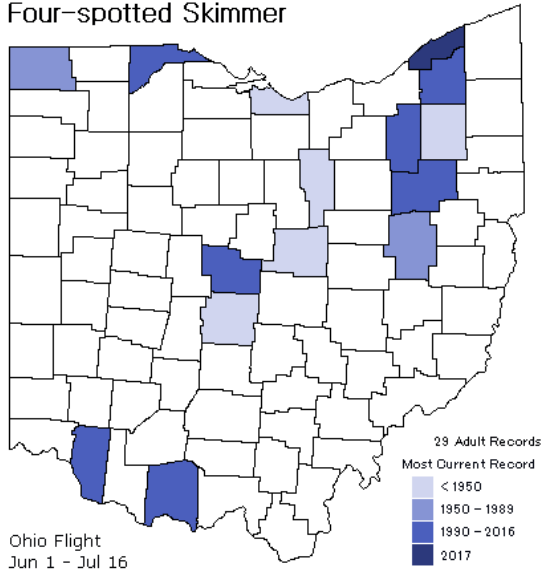 Four-spotted Skimmer
29 Adult Records
Most Current Record
< 1950
1950 - 1989
1990 - 2016
2017
Ohio Flight
Jun 1 - Jul 16